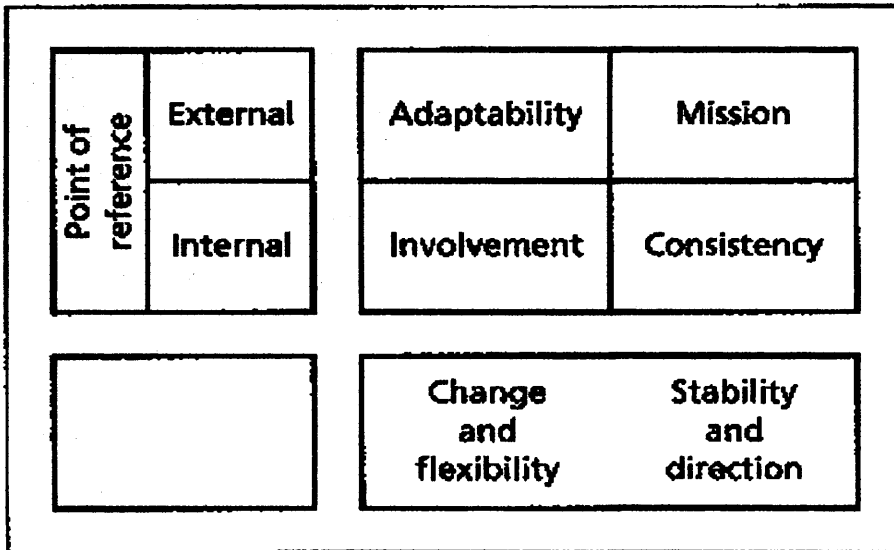 Point of
reference
External
Adaptability
Mission
Internal
Involvement
Consistency
Change
and
flexibility
Stability
and
direction